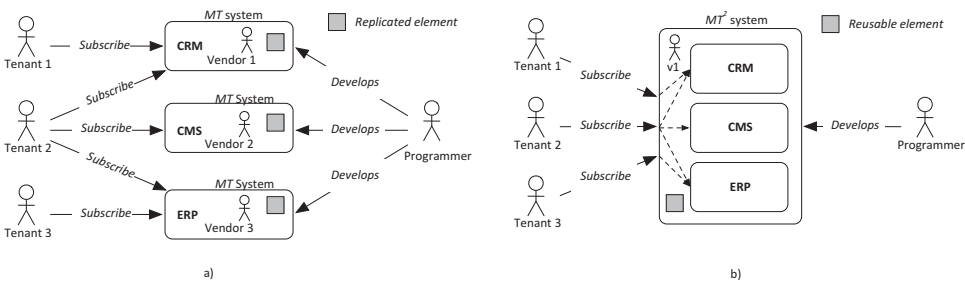 MT system
Replicated element
CRM
Vendor 1
Tenant 1
Subscribe
Subscribe
Develops
MT System
CMS
Vendor 2
Tenant 2
Subscribe
Develops
Programmer
Subscribe
Develops
MT System
ERP
Vendor 3
Tenant 3
Subscribe
a)
MT² system
Reusable element
v1
CRM
Tenant 1
Subscribe
CMS
Tenant 2
Subscribe
Develops
Programmer
Subscribe
ERP
Tenant 3
b)